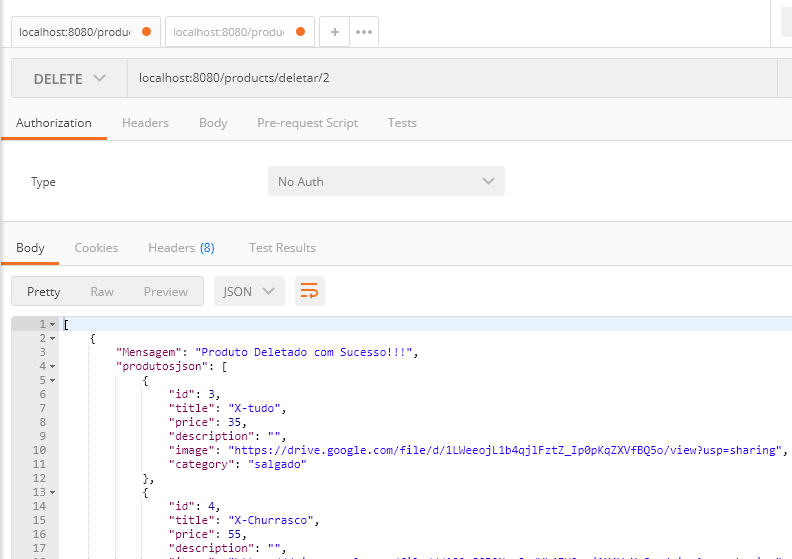 localhost:8080/produ
localhost:8080/produ
+ •••
DELETE localhost:8080/products/deletar/2
Authorization Headers Body Pre-request Script Tests
Type No Auth
Body Cookies Headers (8) Test Results
Pretty Raw Preview JSON
1 [
2 {
3 "Mensagem": "Produto Deletado com Sucesso!!!",
4 "produtosjson": [
5 {
6 "id": 3,
7 "title": "X-tudo",
8 "price": 35,
9 "description": "",
10 "image": "https://drive.google.com/file/d/1LWeeojL1b4qjlFztZ_Ip0pKqZXVfBQ5o/view?usp=sharing",
11 "category": "salgado"
12 },
13 {
14 "id": 4,
15 "title": "X-Churrasco",
16 "price": 55,
17 "description": "",